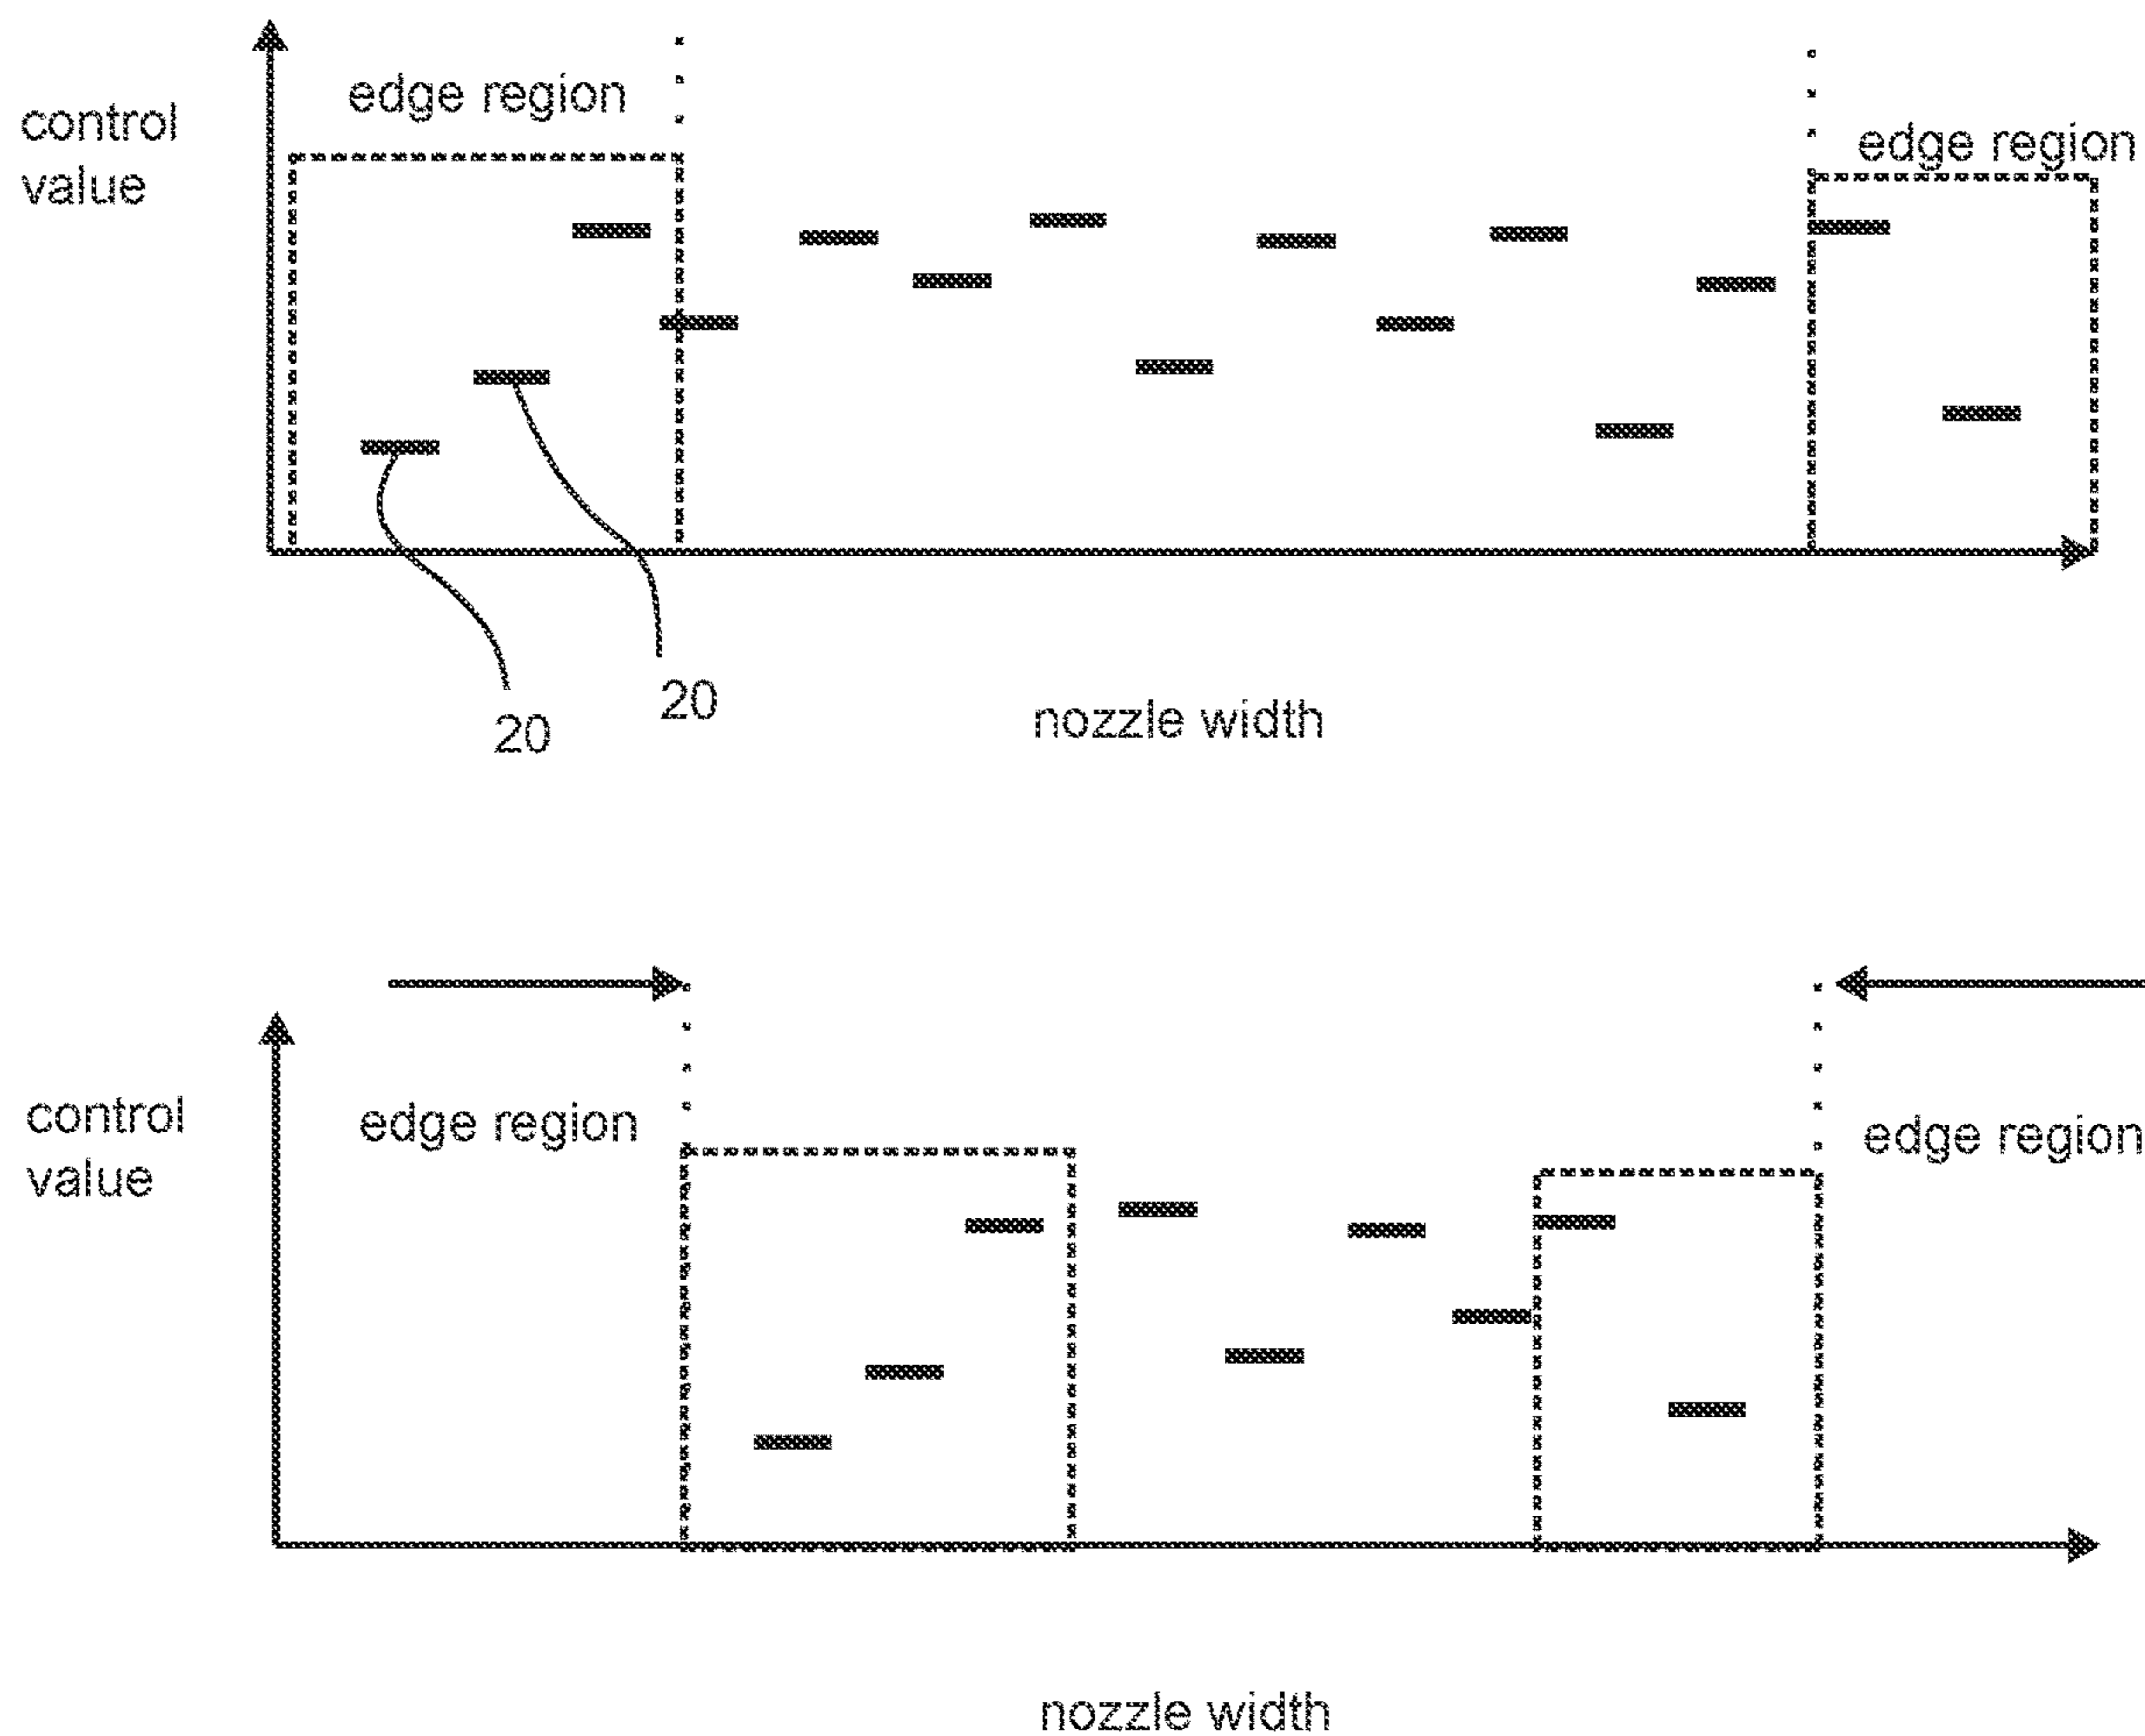 edge region
control
value
edge region
20
20
nozzle width
control
value
edge region
edge region
nozzle width